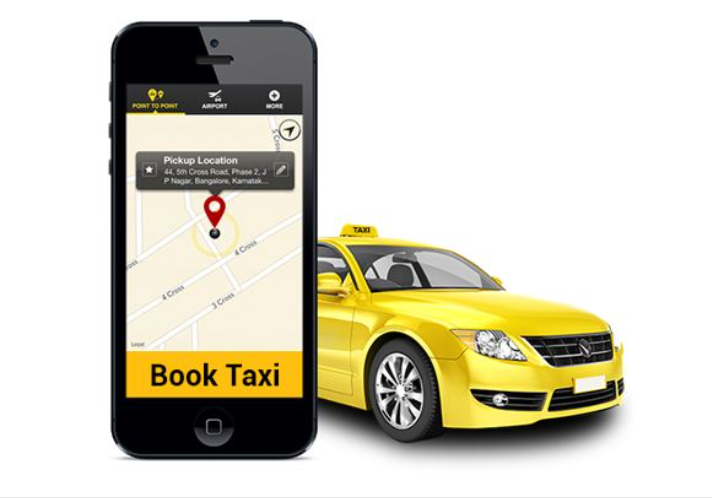 POINT TO POINT
AIRPORT
MORE
5 Cross
Pickup Location
44, 5th Cross Road, Phase 2, J
P Nagar, Bangalore, Karnatak...
4 Cross
4 Cross
3 Cross
Legal
Book Taxi
TAXI